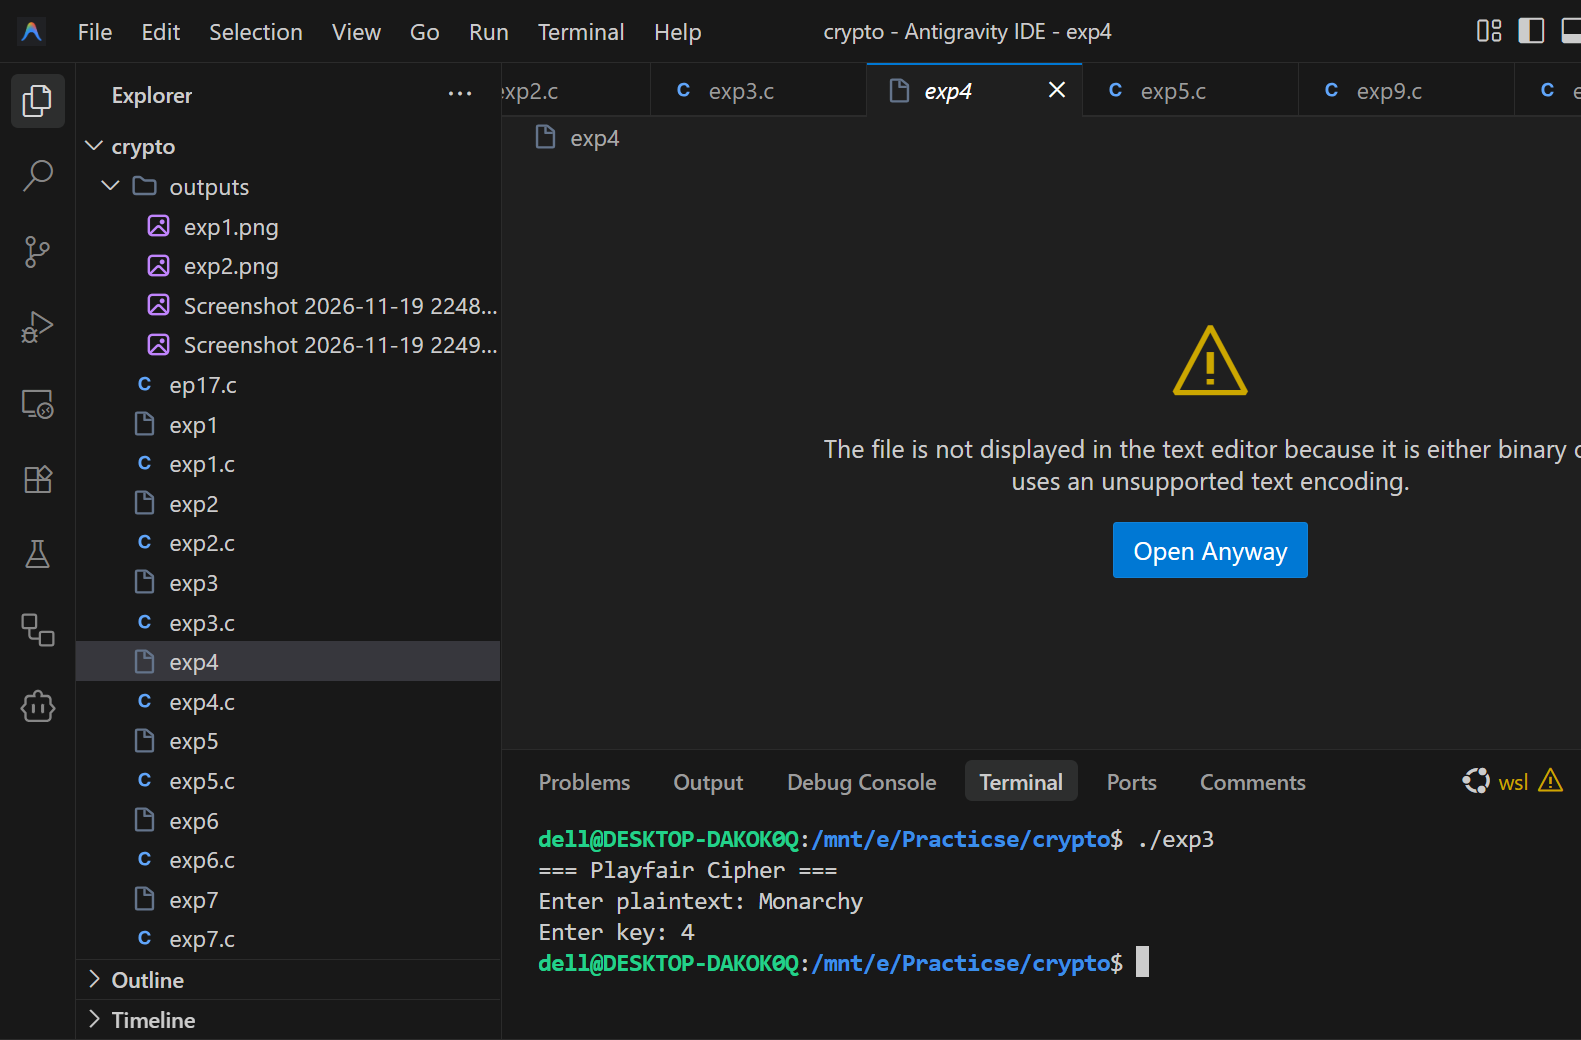 File Edit Selection View Go Run Terminal Help crypto - Antigravity IDE - exp4
Explorer
crypto
outputs
exp1.png
exp2.png
Screenshot 2026-11-19 2248...
Screenshot 2026-11-19 2249...
C ep17.c
exp1
C exp1.c
exp2
C exp2.c
exp3
C exp3.c
exp4
C exp4.c
exp5
C exp5.c
exp6
C exp6.c
exp7
C exp7.c
Outline
Timeline
exp2.c C exp3.c exp4 C exp5.c C exp9.c C
exp4
The file is not displayed in the text editor because it is either binary
uses an unsupported text encoding.
Open Anyway
Problems Output Debug Console Terminal Ports Comments wsl
dell@DESKTOP-DAKOK0Q:/mnt/e/Practicse/crypto$ ./exp3
=== Playfair Cipher ===
Enter plaintext: Monarchy
Enter key: 4
dell@DESKTOP-DAKOK0Q:/mnt/e/Practicse/crypto$